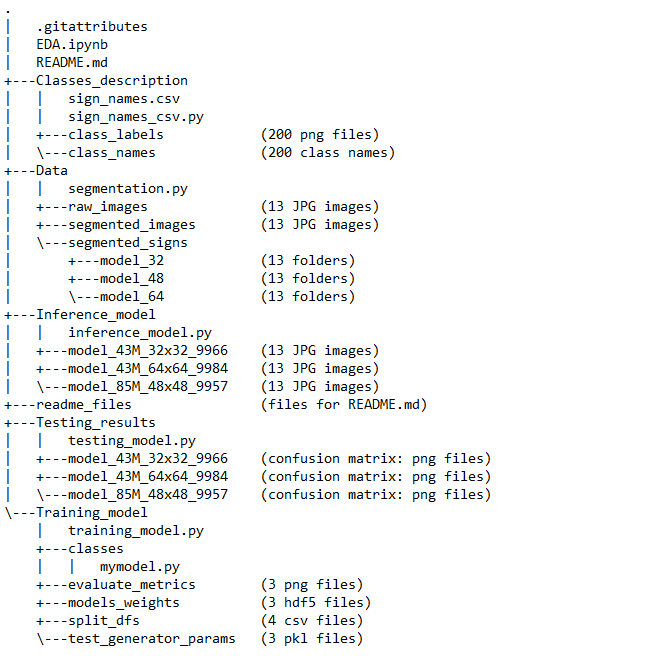 .
|   .gitattributes
|   EDA.ipynb
|   README.md
+---Classes_description
|   |   sign_names.csv
|   |   sign_names_csv.py
|   +---class_labels            (200 png files)
|   \---class_names             (200 class names)
+---Data
|   |   segmentation.py
|   +---raw_images              (13 JPG images)
|   +---segmented_images        (13 JPG images)
|   \---segmented_signs
|       +---model_32            (13 folders)
|       +---model_48            (13 folders)
|       \---model_64            (13 folders)
+---Inference_model
|   |   inference_model.py
|   +---model_43M_32x32_9966    (13 JPG images)
|   +---model_43M_64x64_9984    (13 JPG images)
|   \---model_85M_48x48_9957    (13 JPG images)
+---readme_files                (files for README.md)
+---Testing_results
|   |   testing_model.py
|   +---model_43M_32x32_9966    (confusion matrix: png files)
|   +---model_43M_64x64_9984    (confusion matrix: png files)
|   \---model_85M_48x48_9957    (confusion matrix: png files)
\---Training_model
    |   training_model.py
    +---classes
    |   |   mymodel.py
    +---evaluate_metrics        (3 png files)
    +---models_weights          (3 hdf5 files)
    +---split_dfs               (4 csv files)
    \---test_generator_params   (3 pkl files)